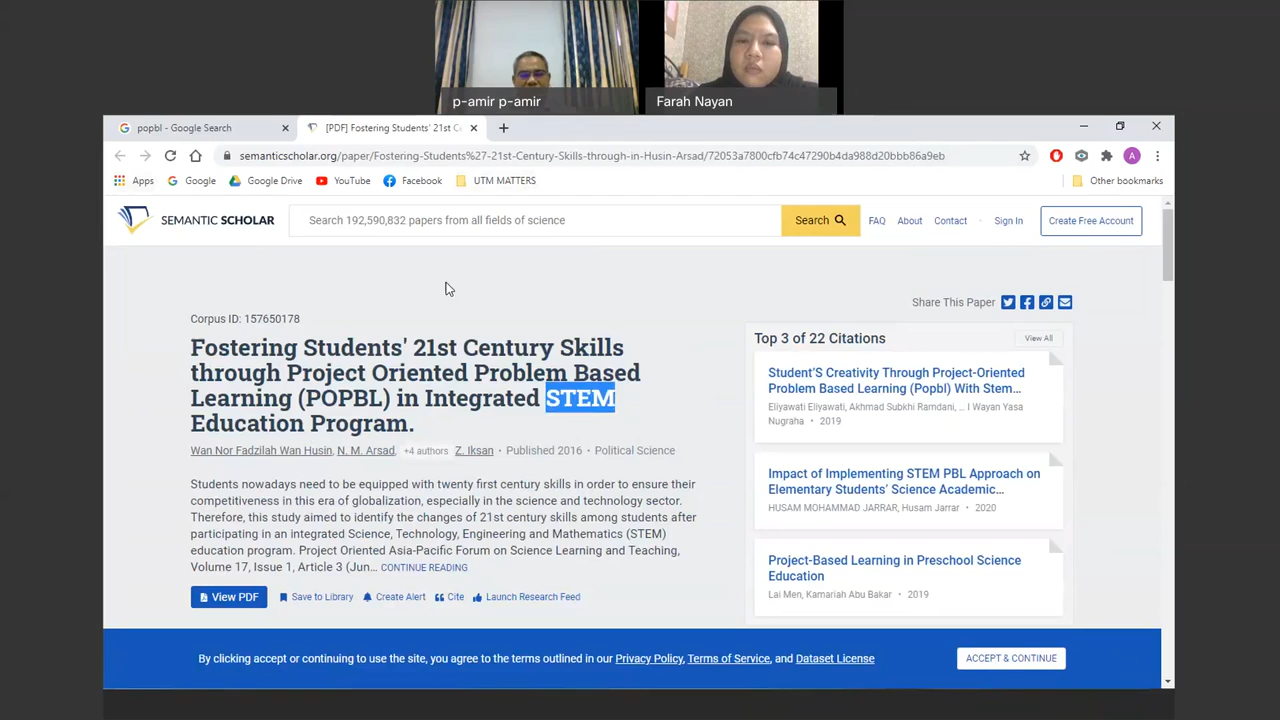 p-amir p-amir
Farah Nayan
popbl - Google Search
[PDF] Fostering Students' 21st C
semanticscholar.org/paper/Fostering-Students%27-21st-Century-Skills-through-in-Husin-Arsad/72053a7800cfb74c47290b4da988d20bbb86a9eb
A
Apps
Google
Google Drive
YouTube
Facebook
UTM MATTERS
Other bookmarks
SEMANTIC SCHOLAR
Search 192,590,832 papers from all fields of science
Search
FAQ
About
Contact
Sign In
Create Free Account
Share This Paper
Corpus ID: 157650178
Fostering Students' 21st Century Skills
through Project Oriented Problem Based
Learning (POPBL) in Integrated STEM
Education Program.
Wan Nor Fadzilah Wan Husin, N. M. Arsad, +4 authors Z. Iksan • Published 2016 • Political Science
Students nowadays need to be equipped with twenty first century skills in order to ensure their
competitiveness in this era of globalization, especially in the science and technology sector.
Therefore, this study aimed to identify the changes of 21st century skills among students after
participating in an integrated Science, Technology, Engineering and Mathematics (STEM)
education program. Project Oriented Asia-Pacific Forum on Science Learning and Teaching,
Volume 17, Issue 1, Article 3 (Jun... CONTINUE READING
View PDF
Save to Library
Create Alert
Cite
Launch Research Feed
Top 3 of 22 Citations
View All
Student'S Creativity Through Project-Oriented
Problem Based Learning (Popbl) With Stem...
Eliyawati Eliyawati, Akhmad Subkhi Ramdani, ... I Wayan Yasa
Nugraha • 2019
Impact of Implementing STEM PBL Approach on
Elementary Students' Science Academic...
HUSAM MOHAMMAD JARRAR, Husam Jarrar • 2020
Project-Based Learning in Preschool Science
Education
Lai Men, Kamariah Abu Bakar • 2019
By clicking accept or continuing to use the site, you agree to the terms outlined in our Privacy Policy, Terms of Service, and Dataset License
ACCEPT & CONTINUE